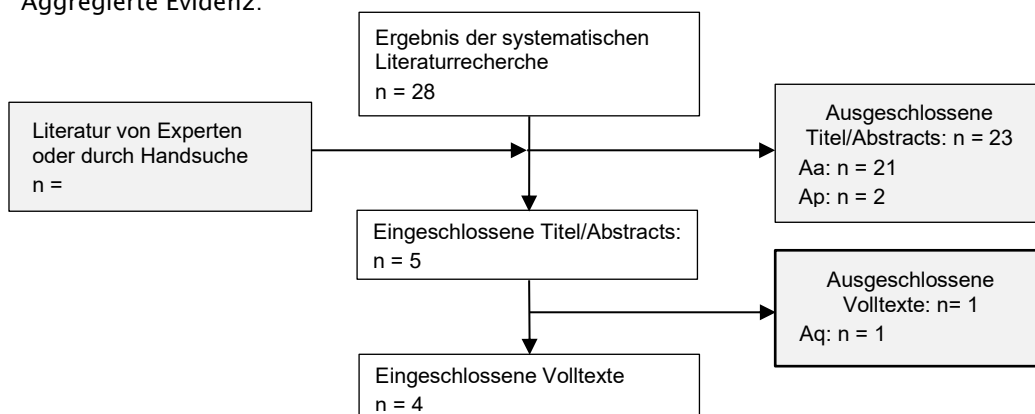 Aggregierte Evidenz:
Ergebnis der systematischen
Literaturrecherche
n = 28
Literatur von Experten
oder durch Handsuche
n =
Ausgeschlossene
Titel/Abstracts: n = 23
Aa: n = 21
Ap: n = 2
Eingeschlossene Titel/Abstracts:
n = 5
Ausgeschlossene
Volltexte: n= 1
Aq: n = 1
Eingeschlossene Volltexte
n = 4